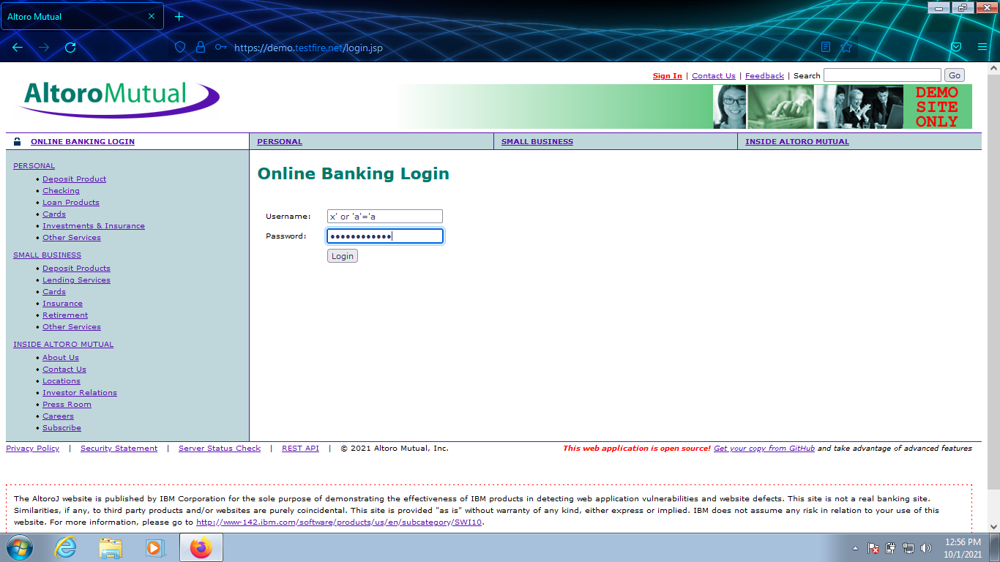 Altoro Mutual
https://demo.testfire.net/login.jsp
Sign In | Contact Us | Feedback | Search Go
AltoroMutual
DEMO
SITE
ONLY
ONLINE BANKING LOGIN PERSONAL SMALL BUSINESS INSIDE ALTORO MUTUAL
PERSONAL
Deposit Product
Checking
Loan Products
Cards
Investments & Insurance
Other Services
SMALL BUSINESS
Deposit Products
Lending Services
Cards
Insurance
Retirement
Other Services
INSIDE ALTORO MUTUAL
About Us
Contact Us
Locations
Investor Relations
Press Room
Careers
Subscribe
Online Banking Login
Username: x' or 'a'='a
Password: ••••••••••••
Login
Privacy Policy | Security Statement | Server Status Check | REST API | © 2021 Altoro Mutual, Inc. This web application is open source! Get your copy from GitHub and take advantage of advanced features
The AltoroJ website is published by IBM Corporation for the sole purpose of demonstrating the effectiveness of IBM products in detecting web application vulnerabilities and website defects. This site is not a real banking site.
Similarities, if any, to third party products and/or websites are purely coincidental. This site is provided "as is" without warranty of any kind, either express or implied. IBM does not assume any risk in relation to your use of this
website. For more information, please go to http://www-142.ibm.com/software/products/us/en/subcategory/SWI10.
12:56 PM
10/1/2021